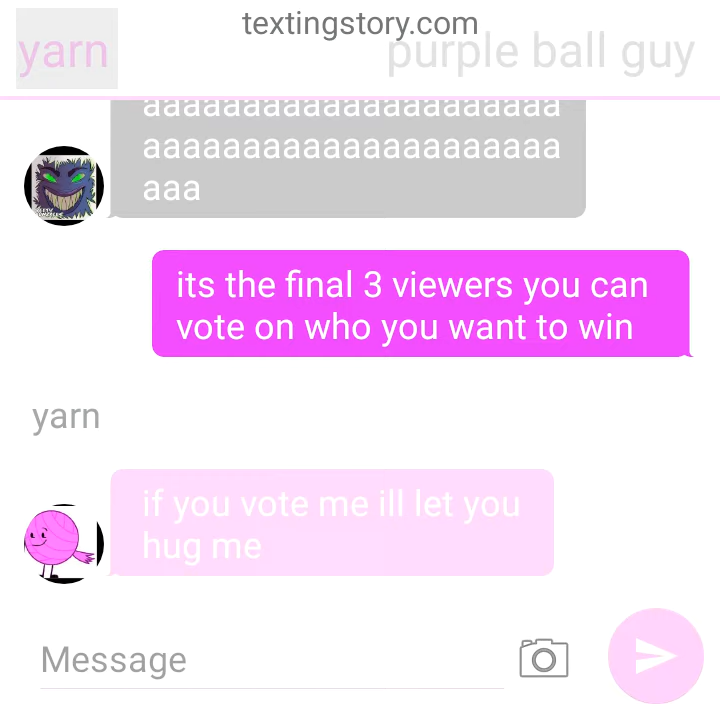 textingstory.com
yarn
purple ball guy
aaaaaaaaaaaaaaaaaaaaa
aaaaaaaaaaaaaaaaaaaaa
aaa
its the final 3 viewers you can
vote on who you want to win
yarn
if you vote me ill let you
hug me
Message